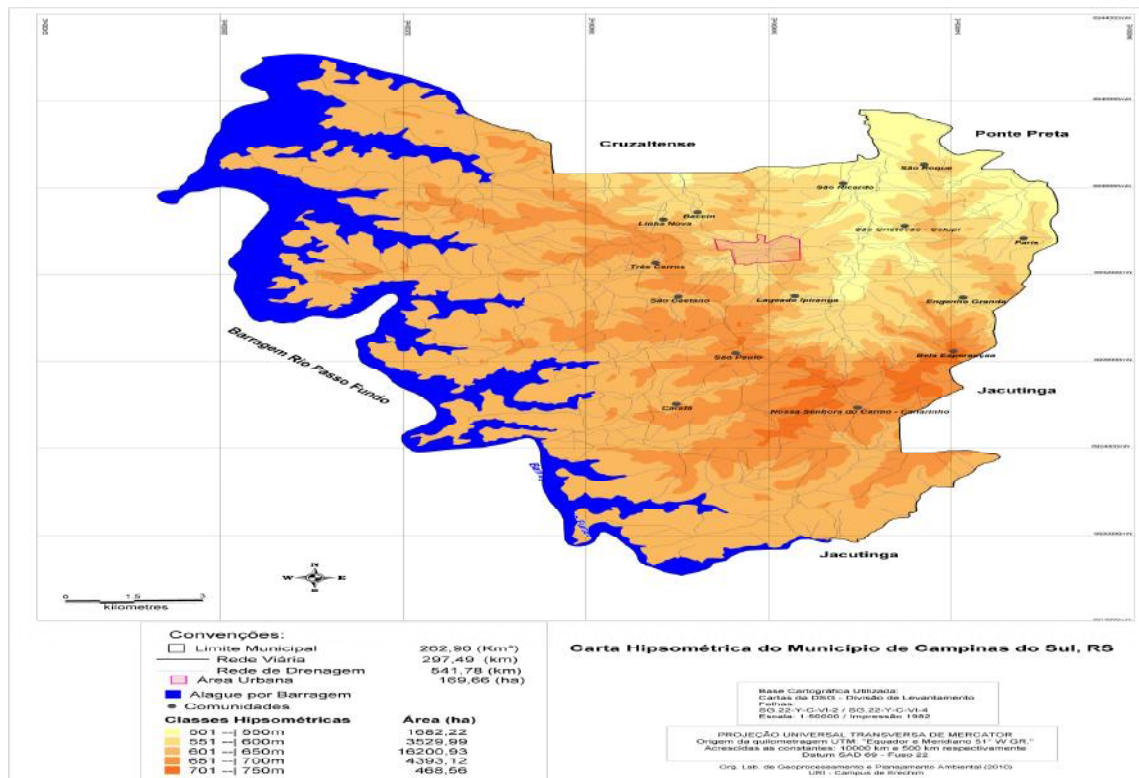 Cruzaltense
Ponte Preta
São Roque
São Ricardo
Baccin
Linha Nova
Paris
Três Cerros
São Caetano
Lageado Ipiranga
Engenho Grande
Barragem Rio Passo Fundo
São Paulo
Bela Esperança
Jacutinga
Nossa Senhora do Carmo -
Jacutinga
N
W E
0 1,5 3
kilometres
Convenções:
Limite Municipal 262,90 (Km²)
Rede Viária 297,49 (km)
Rede de Drenagem 541,78 (km)
Área Urbana 169,66 (ha)
Alague por Barragem
Comunidades
Classes Hipsométricas Área (ha)
501 --| 550m 1682,22
551 --| 600m 3529,99
601 --| 650m 16200,93
651 --| 700m 4393,12
701 --| 750m 468,56
Carta Hipsométrica do Município de Campinas do Sul, RS
Base Cartográfica Utilizada:
Cartas da DSG - Divisão de Levantamento
Folhas:
SG.22-Y-C-VI-2 / SG.22-Y-C-VI-4
Escala: 1:50000 / Impressão 1982
PROJEÇÃO UNIVERSAL TRANSVERSA DE MERCATOR
Origem da quilometragem UTM: "Equador e Meridiano 51° W GR."
Acrescidas as constantes: 10000 km e 500 km respectivamente
Datum SAD 69 - Fuso 22
Org. Lab. de Geoprocessamento e Planejamento Ambiental (2010)
URI - Campus de Erechim